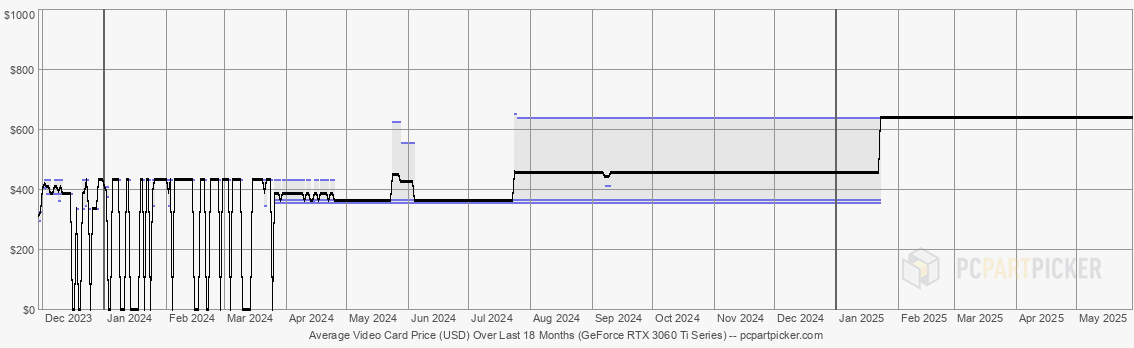 $1000
$800
$600
$400
$200
$0
PCPARTPICKER
Dec 2023 Jan 2024 Feb 2024 Mar 2024 Apr 2024 May 2024 Jun 2024 Jul 2024 Aug 2024 Sep 2024 Oct 2024 Nov 2024 Dec 2024 Jan 2025 Feb 2025 Mar 2025 Apr 2025 May 2025
Average Video Card Price (USD) Over Last 18 Months (GeForce RTX 3060 Ti Series) -- pcpartpicker.com